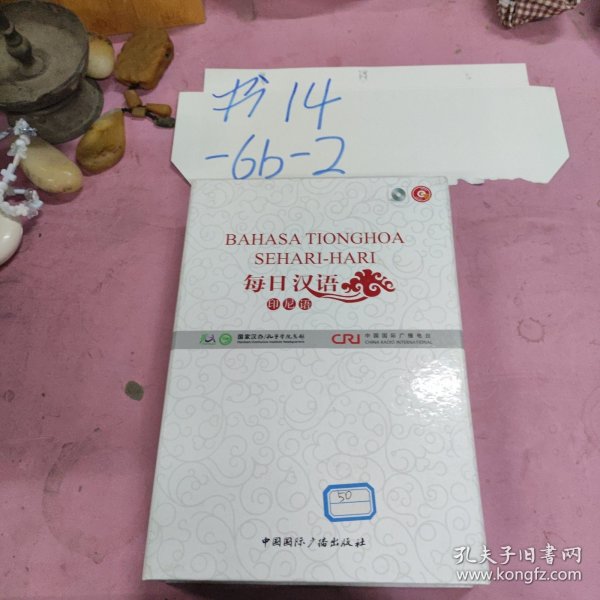 书14
-6b-2
BAHASA TIONGHOA
SEHARI-HARI
每日汉语
印尼语
国家汉办/孔子学院总部
CRI 中国国际广播电台
CHINA RADIO INTERNATIONAL
50
中国国际广播出版社
孔夫子旧书网
www.kongfz.com